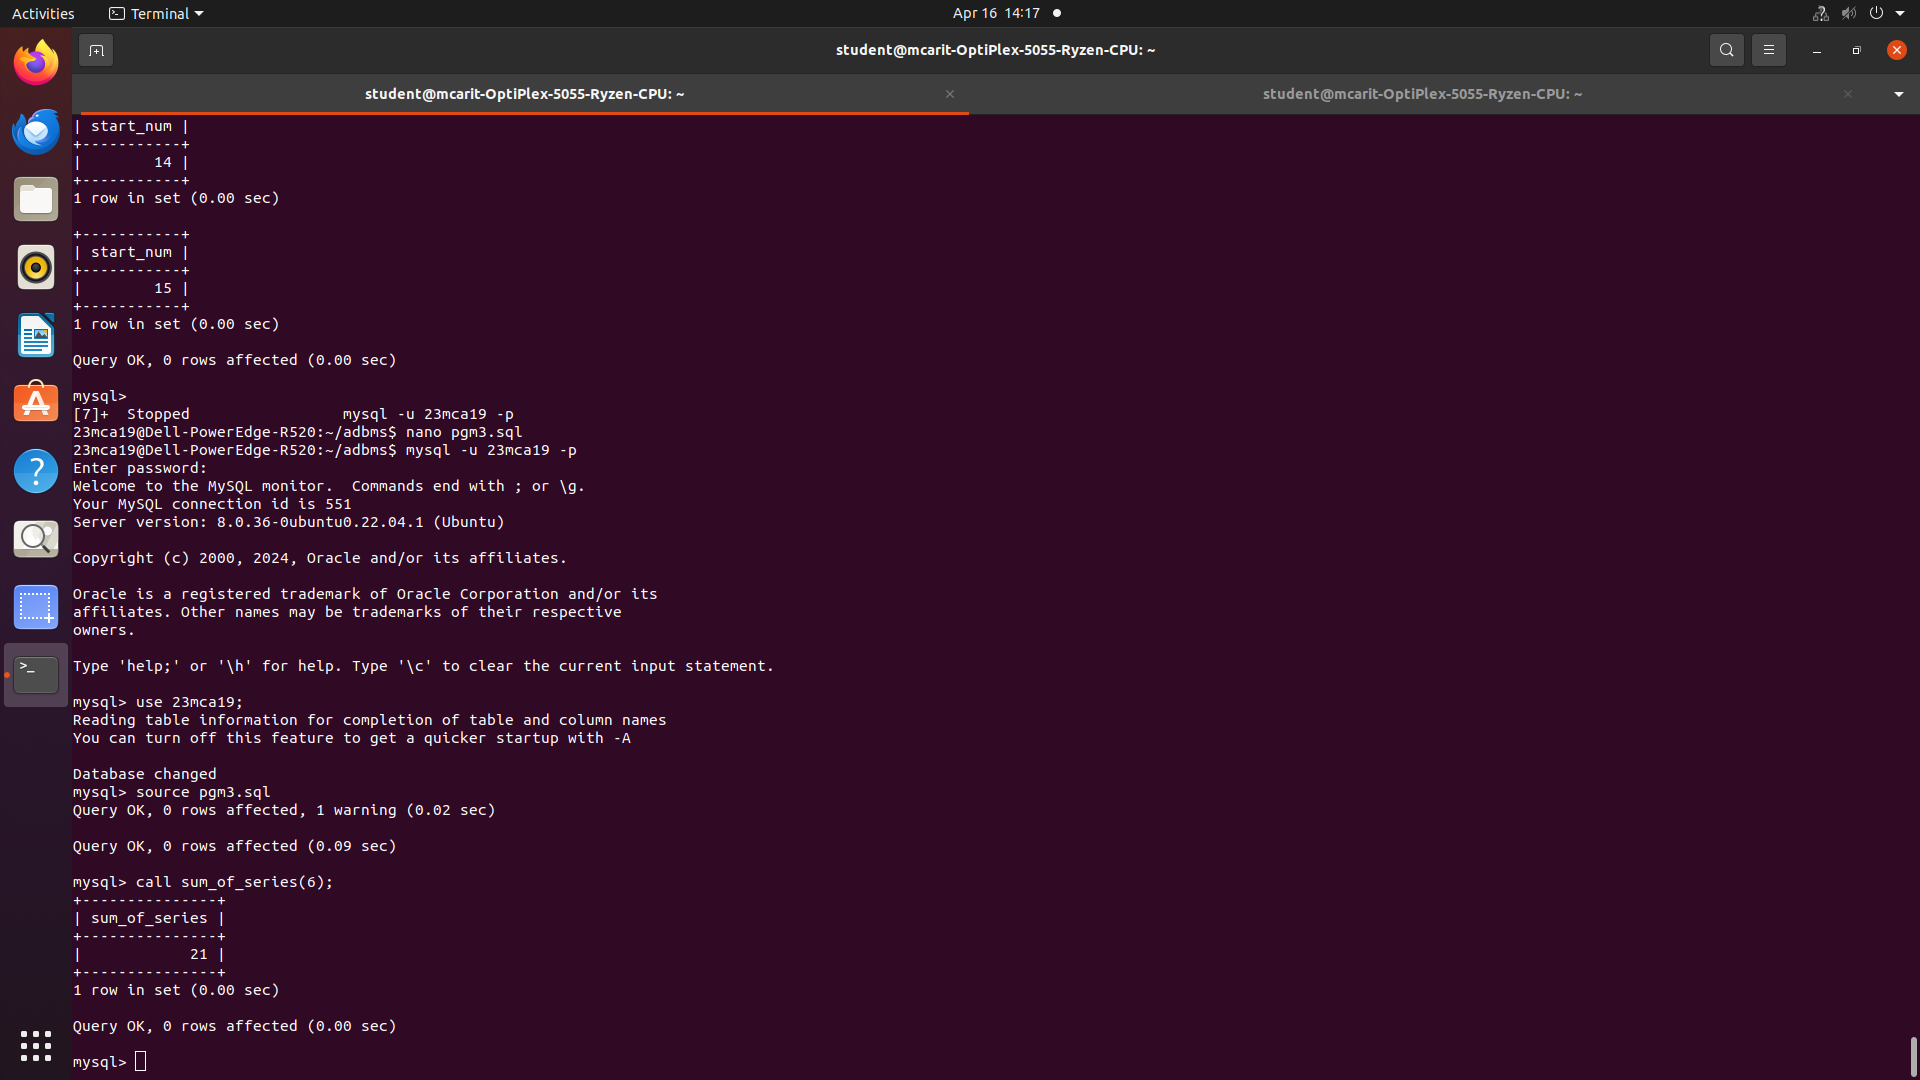 Activities
Terminal
Apr 16 14:17
student@mcarit-OptiPlex-5055-Ryzen-CPU: ~
student@mcarit-OptiPlex-5055-Ryzen-CPU: ~
student@mcarit-OptiPlex-5055-Ryzen-CPU: ~
| start_num |
+-----------+
|        14 |
+-----------+
1 row in set (0.00 sec)

+-----------+
| start_num |
+-----------+
|        15 |
+-----------+
1 row in set (0.00 sec)

Query OK, 0 rows affected (0.00 sec)

mysql>
[7]+  Stopped                 mysql -u 23mca19 -p
23mca19@Dell-PowerEdge-R520:~/adbms$ nano pgm3.sql
23mca19@Dell-PowerEdge-R520:~/adbms$ mysql -u 23mca19 -p
Enter password:
Welcome to the MySQL monitor.  Commands end with ; or \g.
Your MySQL connection id is 551
Server version: 8.0.36-0ubuntu0.22.04.1 (Ubuntu)

Copyright (c) 2000, 2024, Oracle and/or its affiliates.

Oracle is a registered trademark of Oracle Corporation and/or its
affiliates. Other names may be trademarks of their respective
owners.

Type 'help;' or '\h' for help. Type '\c' to clear the current input statement.

mysql> use 23mca19;
Reading table information for completion of table and column names
You can turn off this feature to get a quicker startup with -A

Database changed
mysql> source pgm3.sql
Query OK, 0 rows affected, 1 warning (0.02 sec)

Query OK, 0 rows affected (0.09 sec)

mysql> call sum_of_series(6);
+---------------+
| sum_of_series |
+---------------+
|            21 |
+---------------+
1 row in set (0.00 sec)

Query OK, 0 rows affected (0.00 sec)

mysql>